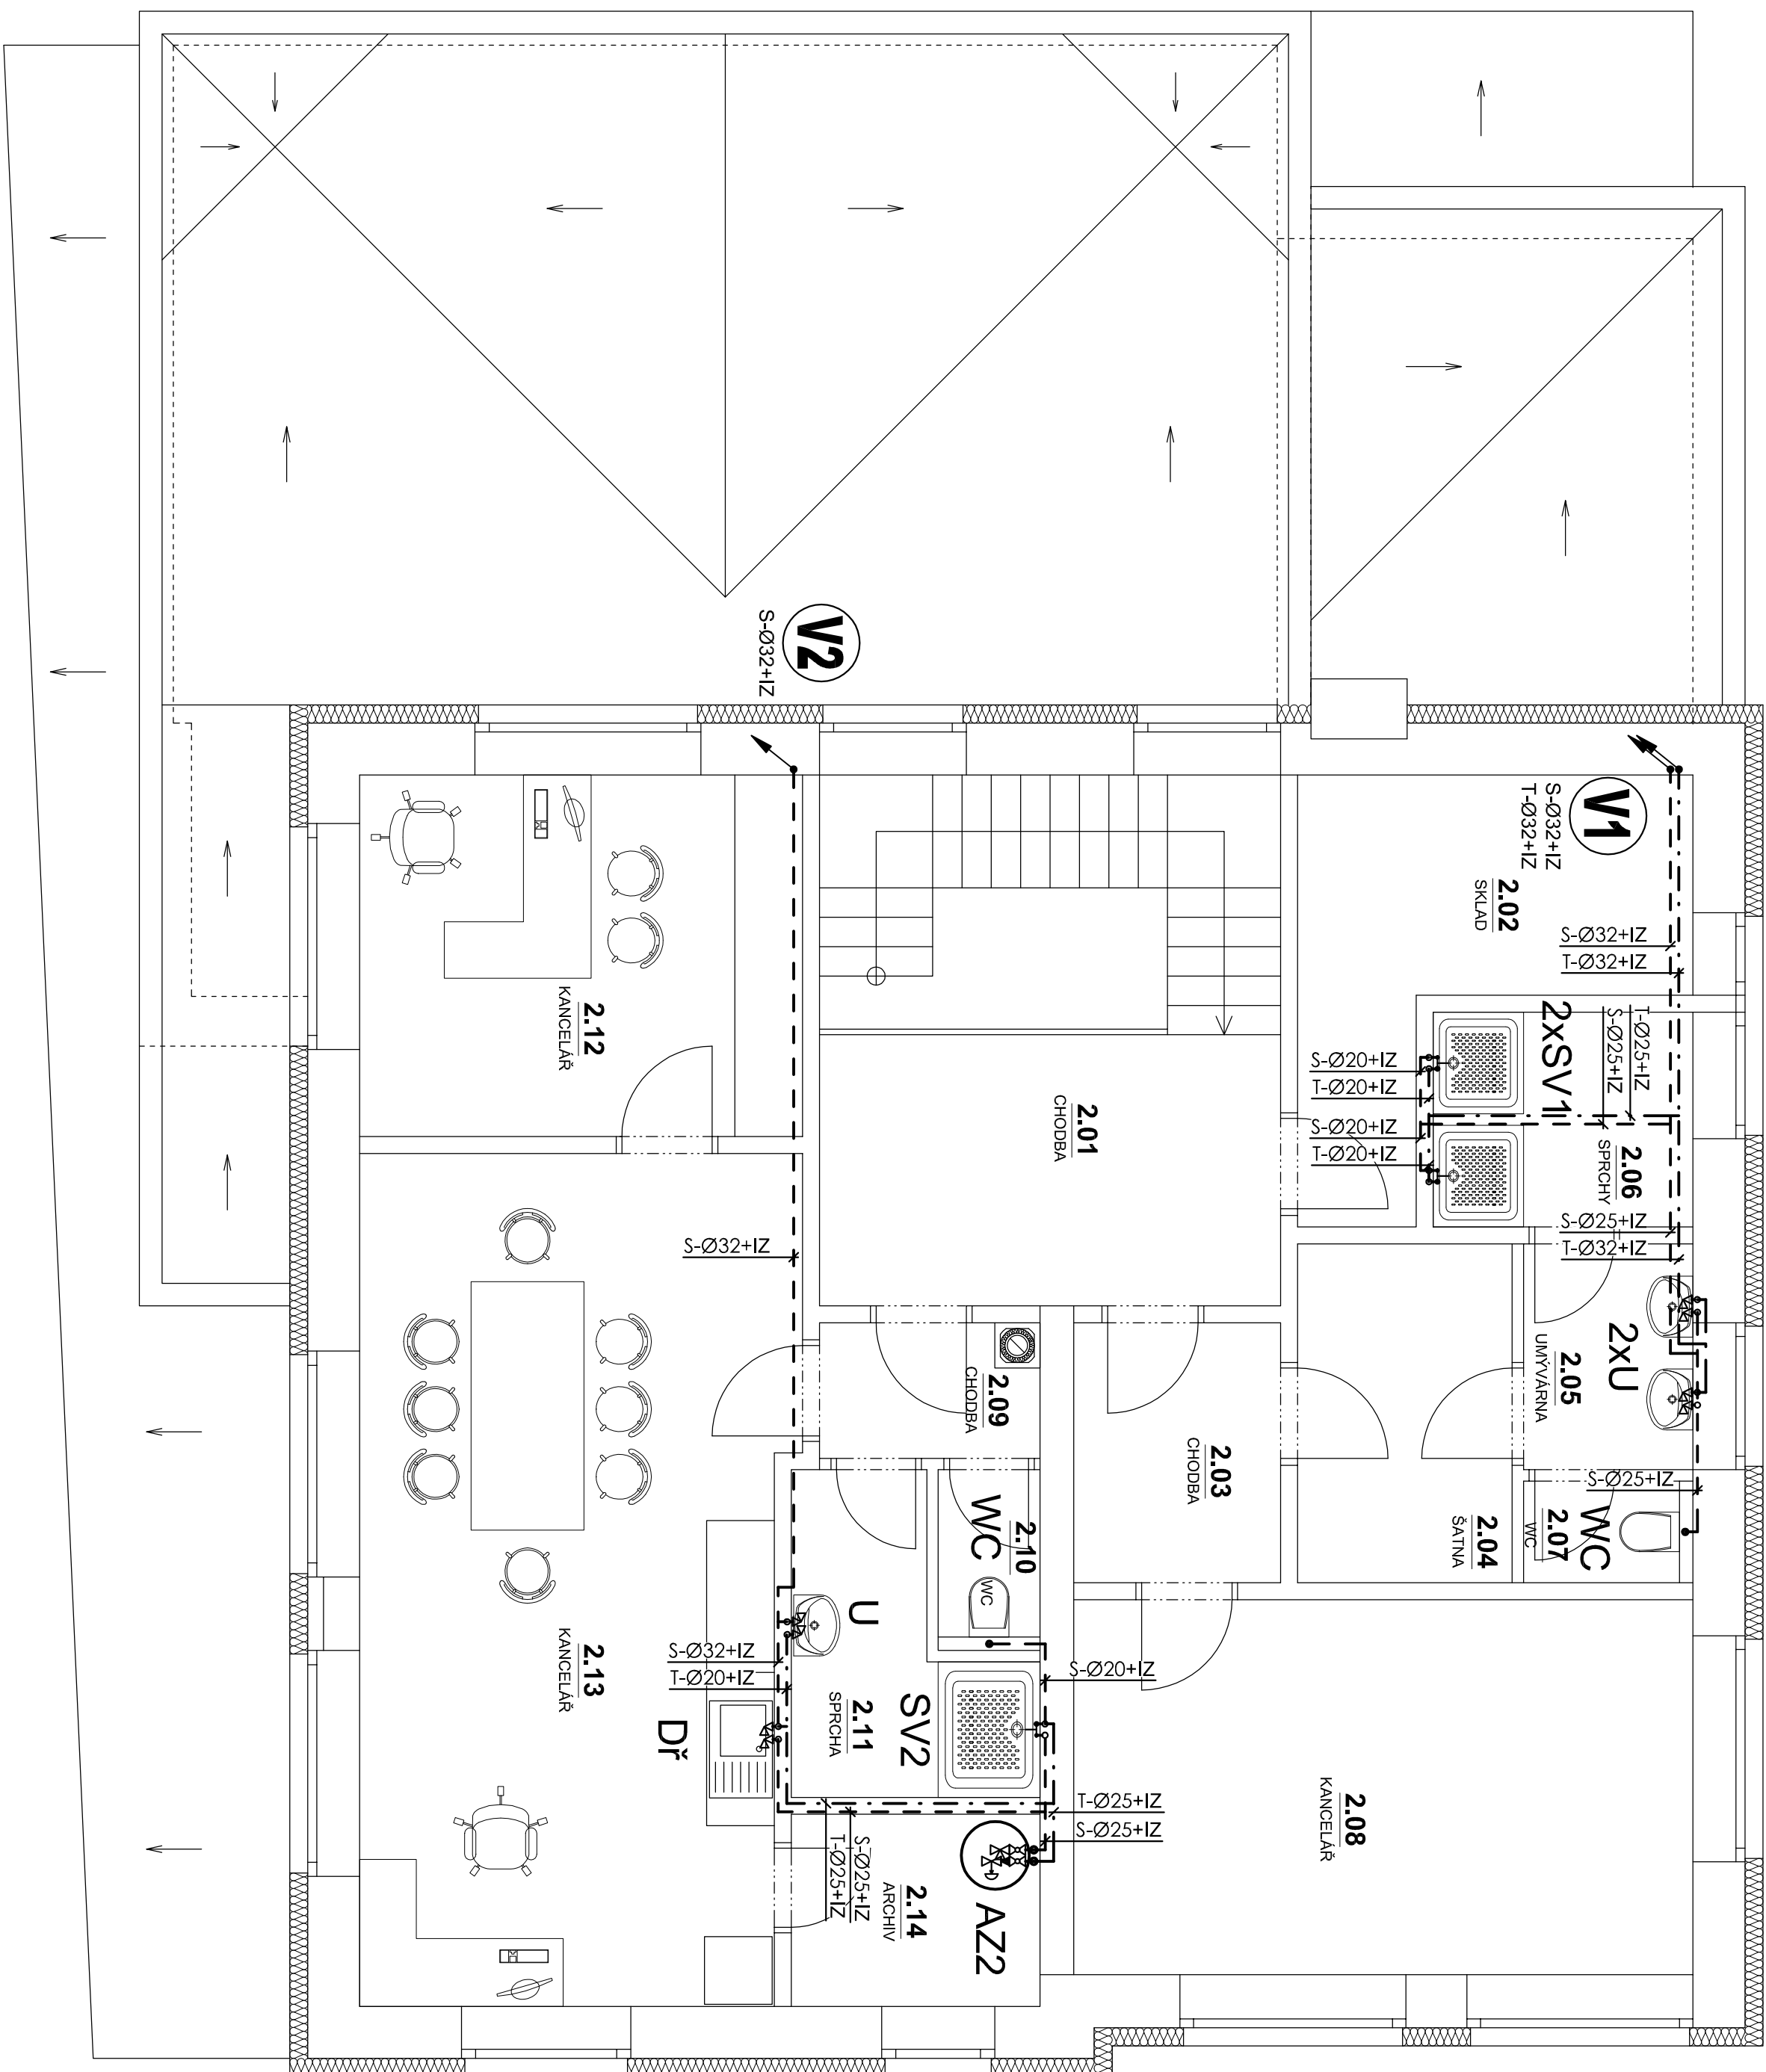 V1
S-Ø32+IZ
T-Ø32+IZ
2.02
SKLAD
S-Ø32+IZ
T-Ø32+IZ
T-Ø25+IZ
S-Ø25+IZ
2xSV1
2.06
SPRCHY
S-Ø25+IZ
T-Ø32+IZ
2xU
2.05
UMÝVÁRNA
S-Ø25+IZ
WC
2.07
WC
2.04
ŠATNA
S-Ø20+IZ
T-Ø20+IZ
S-Ø20+IZ
T-Ø20+IZ
2.03
CHODBA
2.08
KANCELÁŘ
2.01
CHODBA
2.09
CHODBA
2.10
WC
WC
S-Ø20+IZ
T-Ø25+IZ
S-Ø25+IZ
AZ2
2.14
ARCHIV
S-Ø25+IZ
T-Ø25+IZ
SV2
2.11
SPRCHA
U
V2
S-Ø32+IZ
S-Ø32+IZ
S-Ø32+IZ
T-Ø20+IZ
Dř
2.12
KANCELÁŘ
2.13
KANCELÁŘ